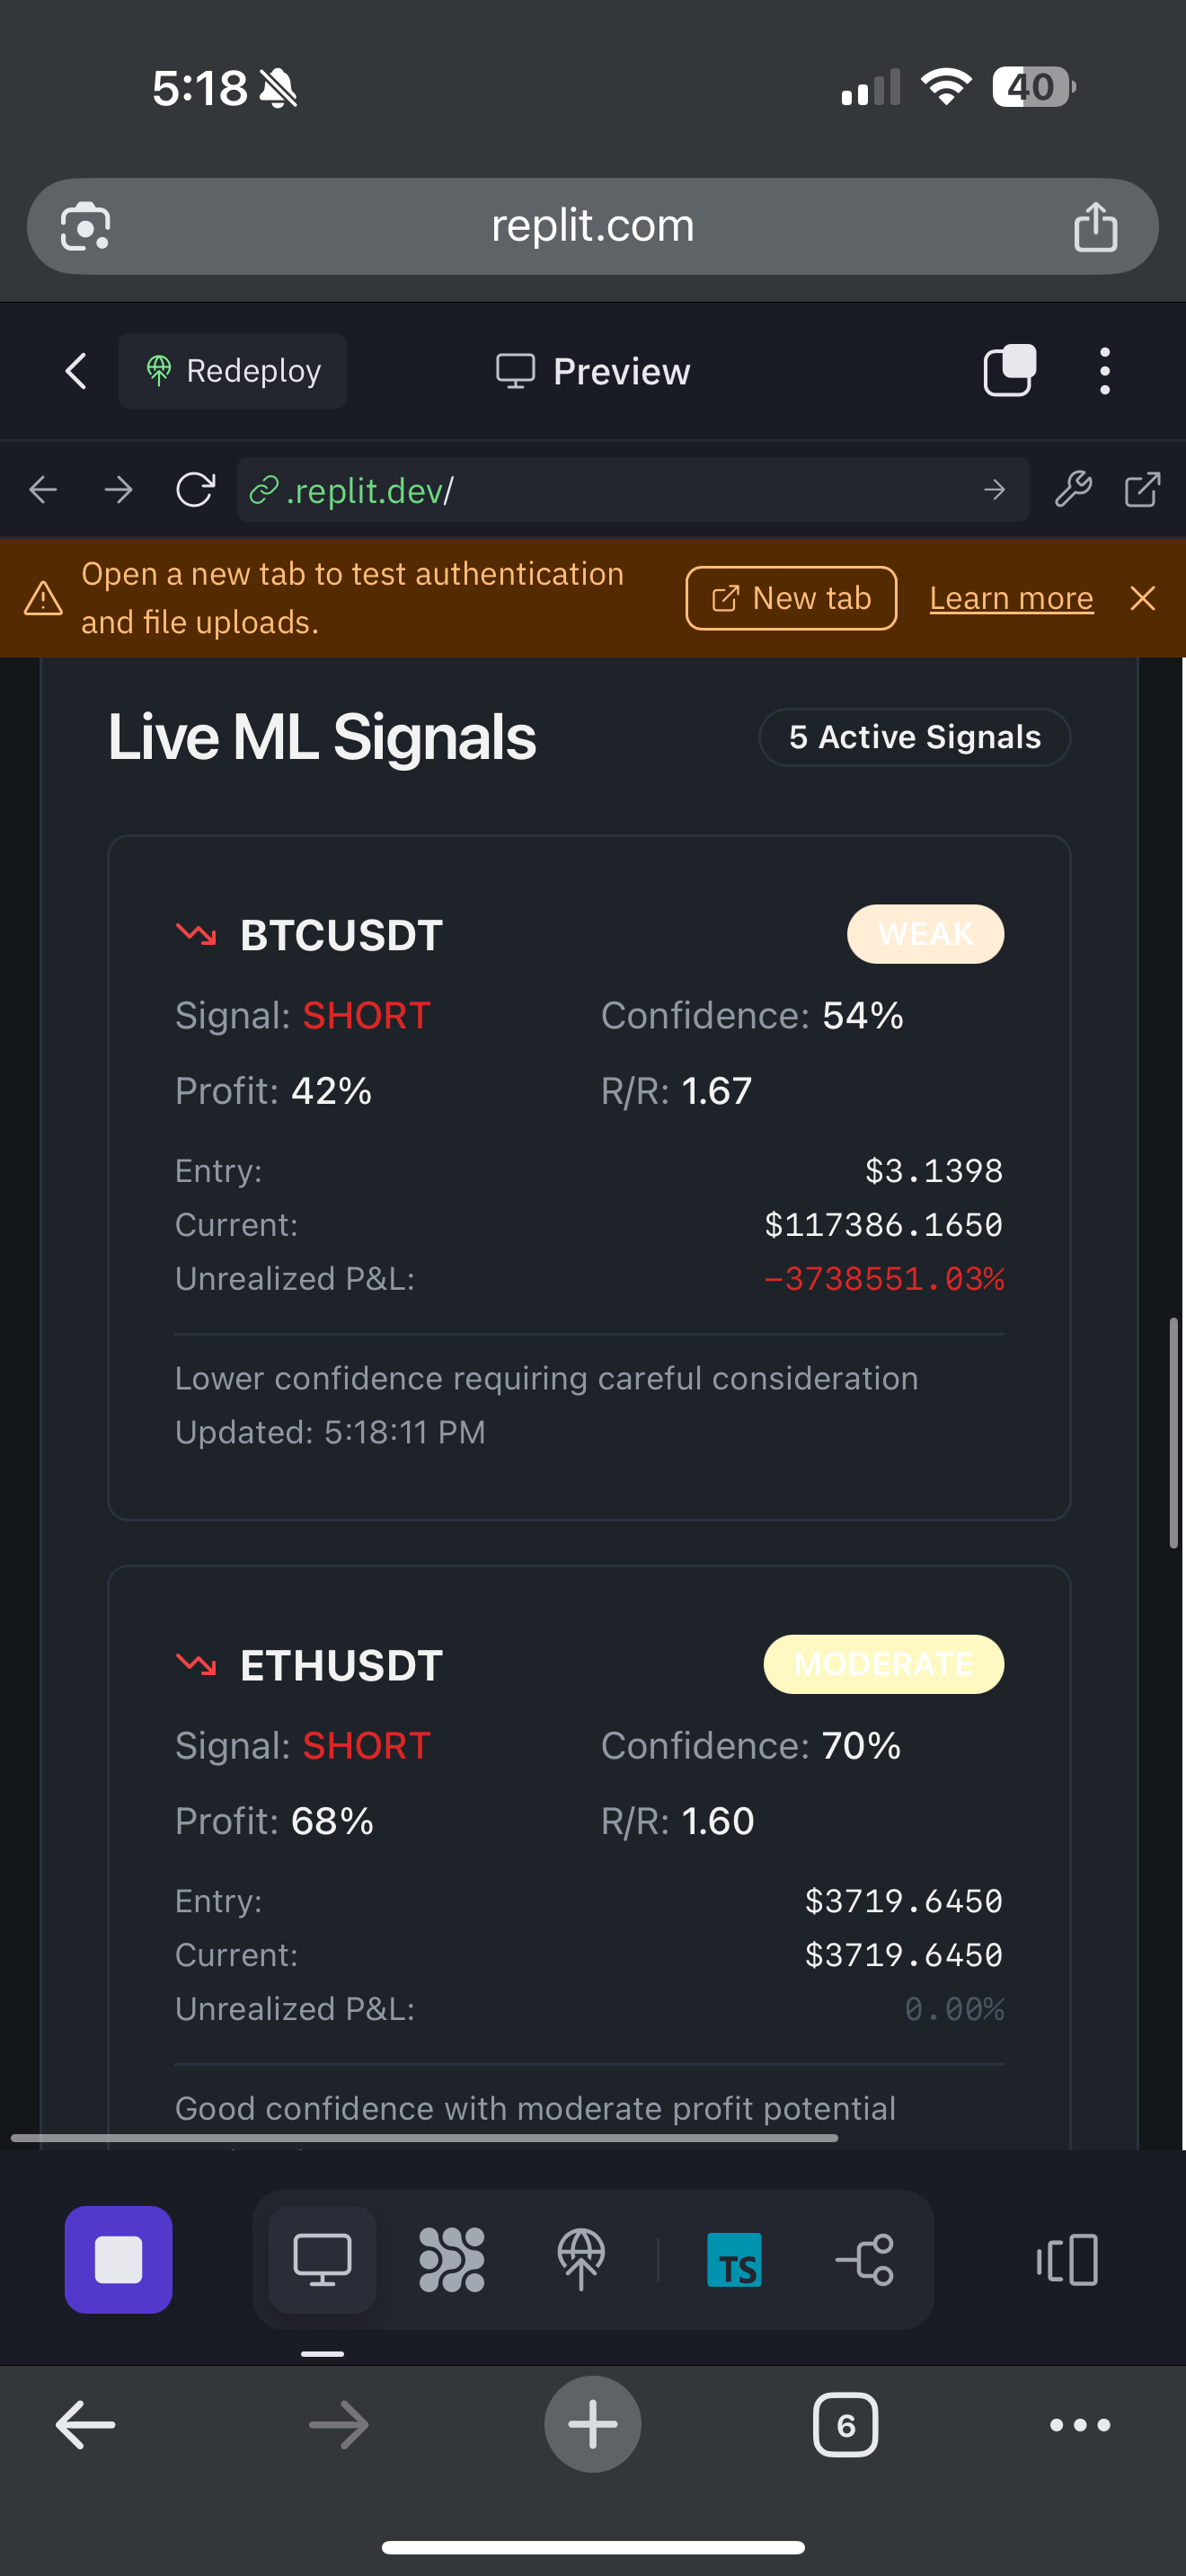 5:18
40
replit.com
Redeploy
Preview
.replit.dev/
Open a new tab to test authentication
and file uploads.
New tab
Learn more
Live ML Signals
5 Active Signals
BTCUSDT
WEAK
Signal: SHORT
Confidence: 54%
Profit: 42%
R/R: 1.67
Entry:
$3.1398
Current:
$117386.1650
Unrealized P&L:
-3738551.03%
Lower confidence requiring careful consideration
Updated: 5:18:11 PM
ETHUSDT
MODERATE
Signal: SHORT
Confidence: 70%
Profit: 68%
R/R: 1.60
Entry:
$3719.6450
Current:
$3719.6450
Unrealized P&L:
0.00%
Good confidence with moderate profit potential
TS
6